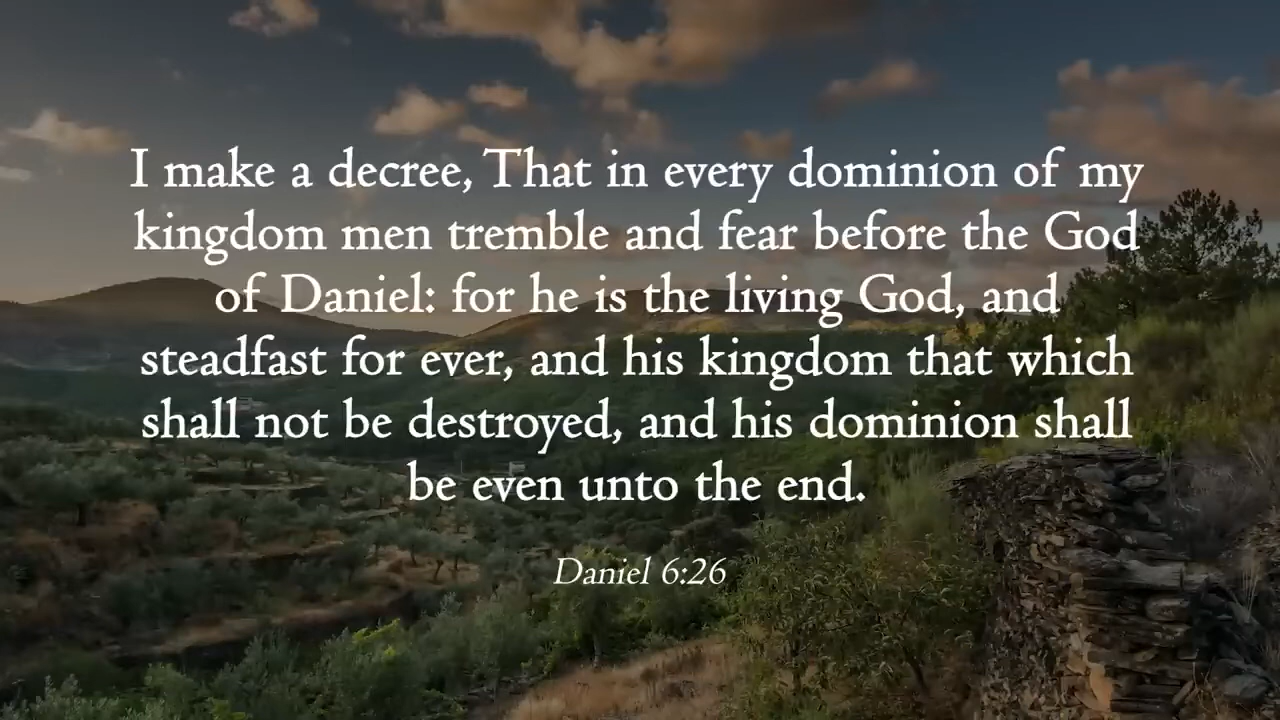 I make a decree, That in every dominion of my
kingdom men tremble and fear before the God
of Daniel: for he is the living God, and
steadfast for ever, and his kingdom that which
shall not be destroyed, and his dominion shall
be even unto the end.
Daniel 6:26